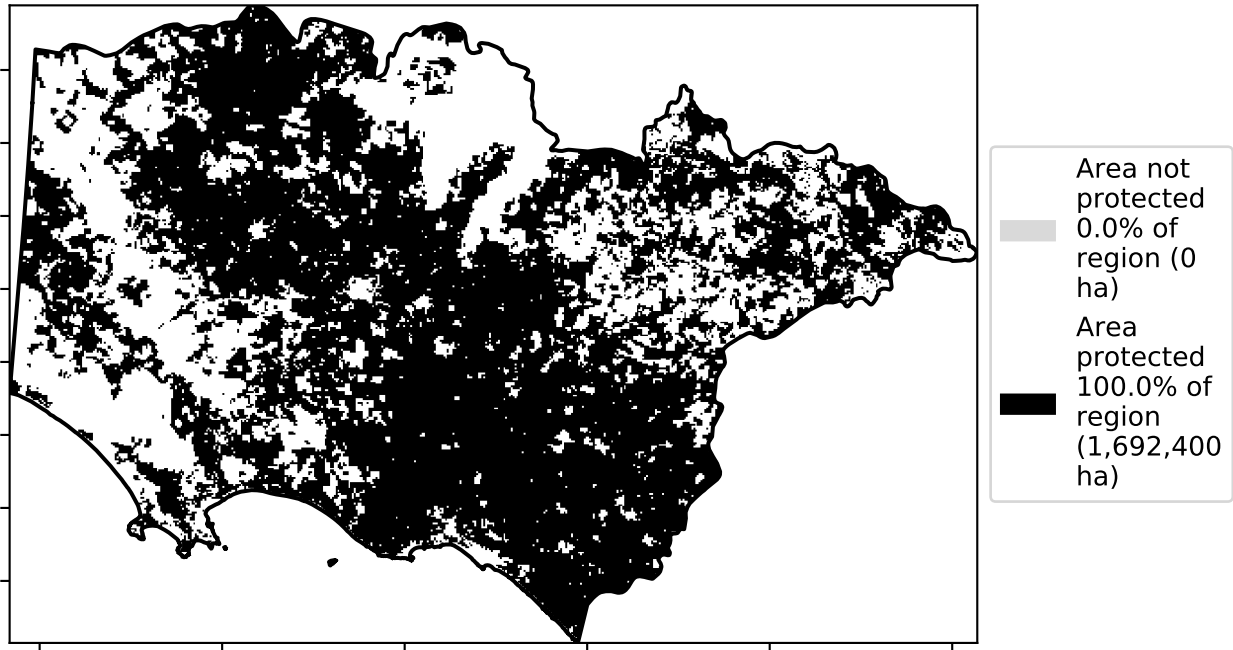 Area not
protected
0.0% of
region (0
ha)
Area
protected
100.0% of
region
(1,692,400
ha)